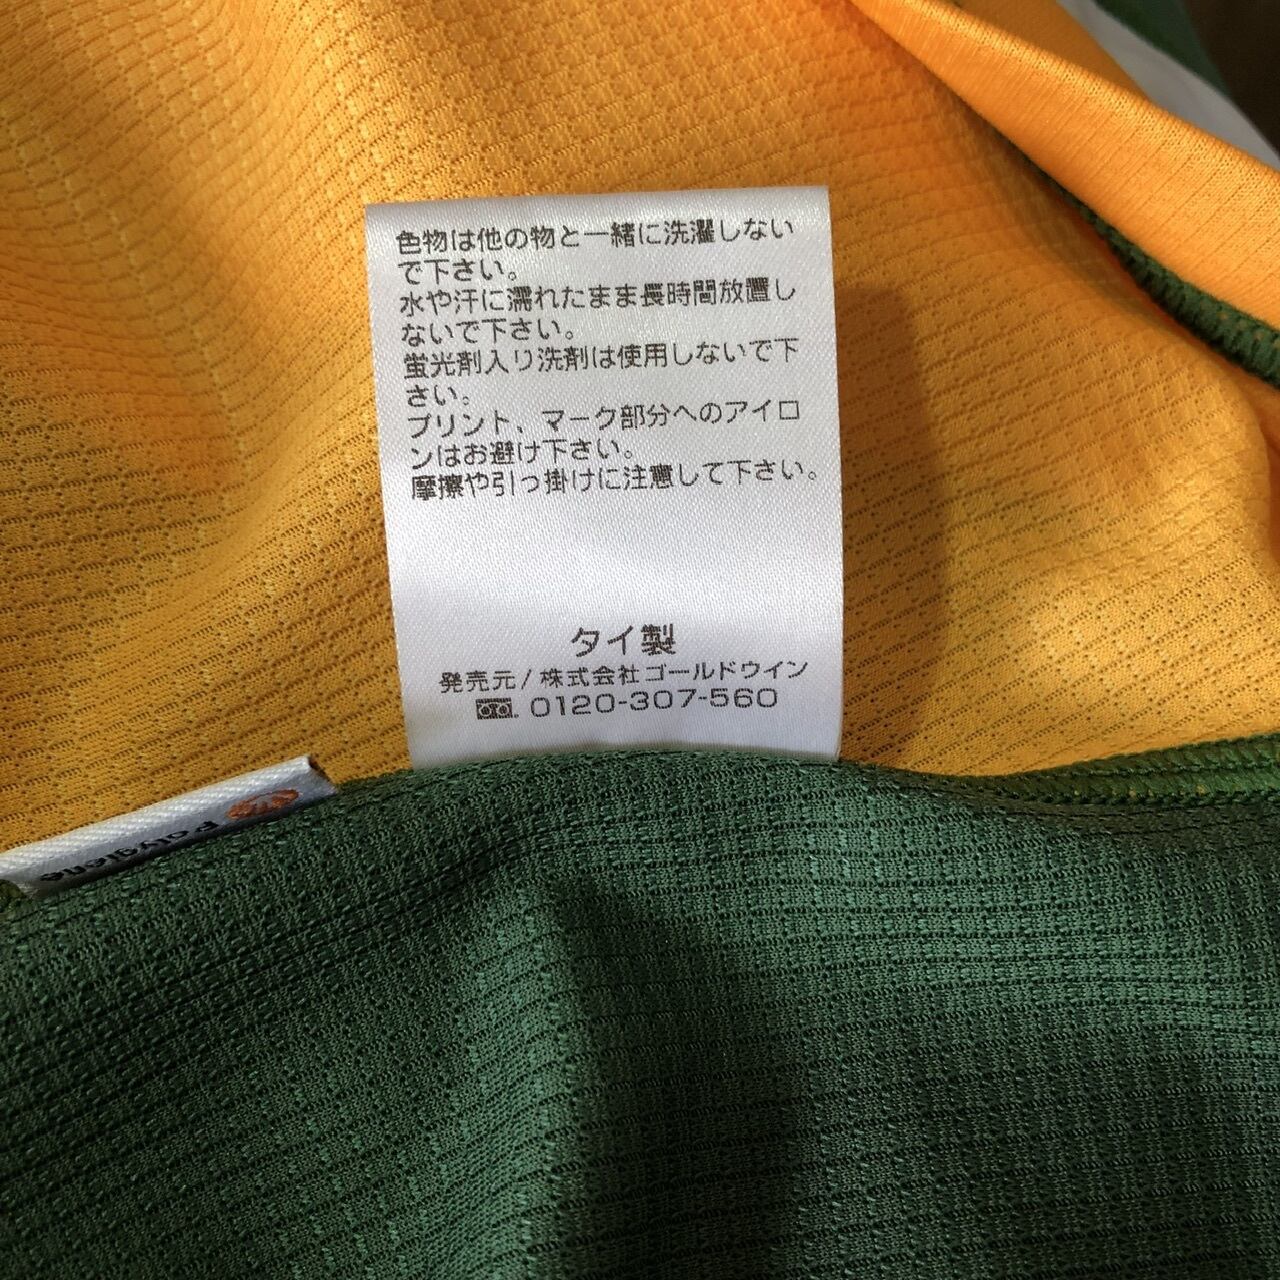 色物は他の物と一緒に洗濯しない
で下さい。
水や汗に濡れたまま長時間放置し
ないで下さい。
蛍光剤入り洗剤は使用しないで下
さい。
プリント、マーク部分へのアイロ
ンはお避け下さい。
摩擦や引っ掛けに注意して下さい。
タイ製
発売元/株式会社ゴールドウイン
0120-307-560
Polygiene